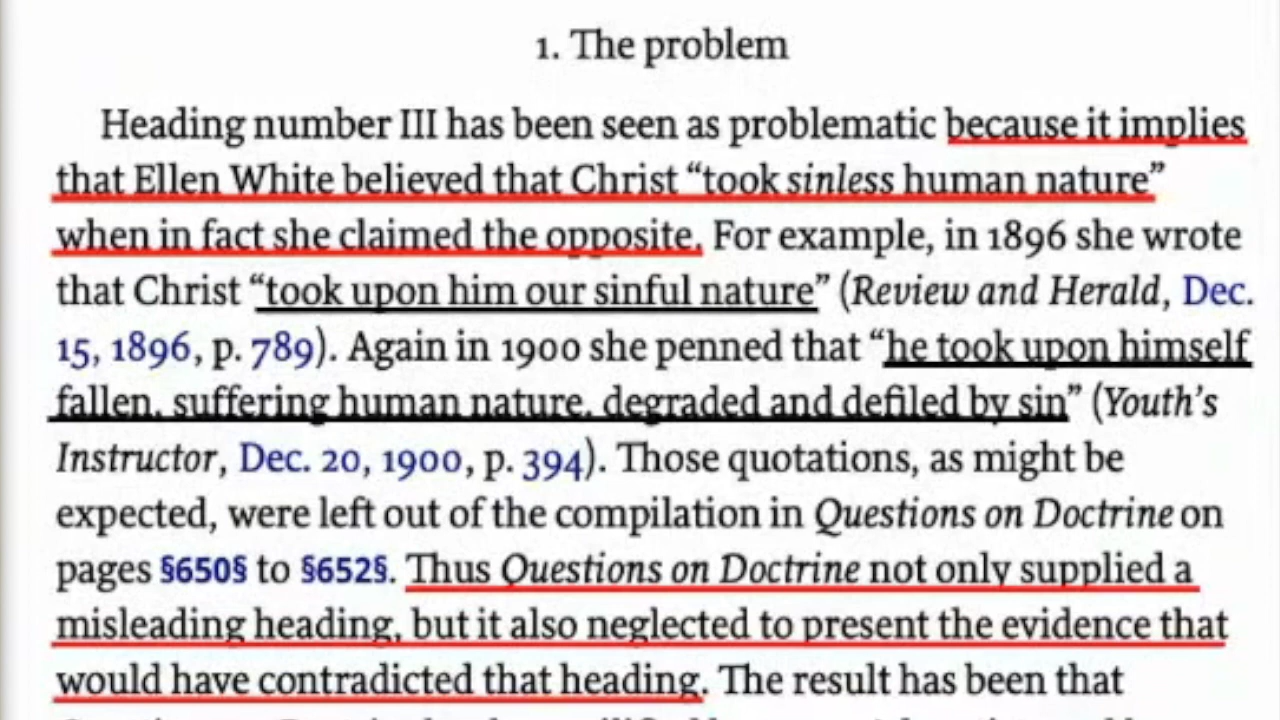 1. The problem
Heading number III has been seen as problematic because it implies
that Ellen White believed that Christ “took sinless human nature”
when in fact she claimed the opposite. For example, in 1896 she wrote
that Christ “took upon him our sinful nature” (Review and Herald, Dec.
15, 1896, p. 789). Again in 1900 she penned that “he took upon himself
fallen, suffering human nature, degraded and defiled by sin” (Youth’s
Instructor, Dec. 20, 1900, p. 394). Those quotations, as might be
expected, were left out of the compilation in Questions on Doctrine on
pages §650§ to §652§. Thus Questions on Doctrine not only supplied a
misleading heading, but it also neglected to present the evidence that
would have contradicted that heading. The result has been that